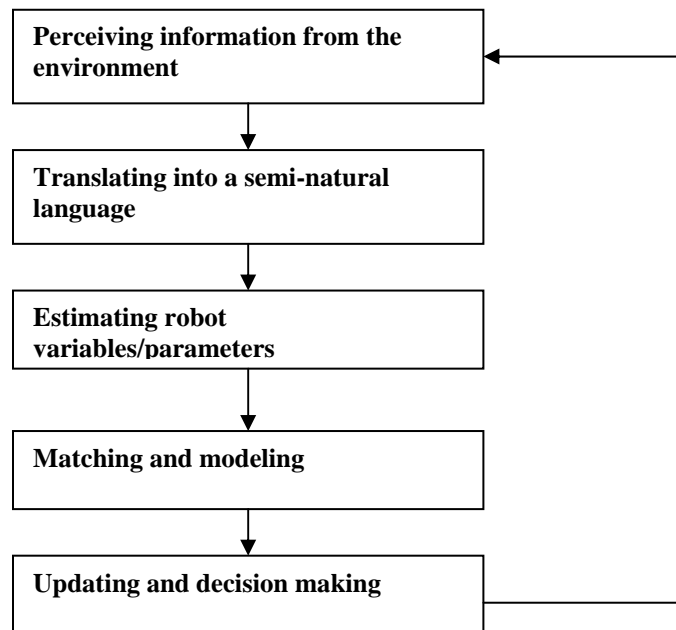 Perceiving information from the
environment
Translating into a semi-natural
language
Estimating robot
variables/parameters
Matching and modeling
Updating and decision making